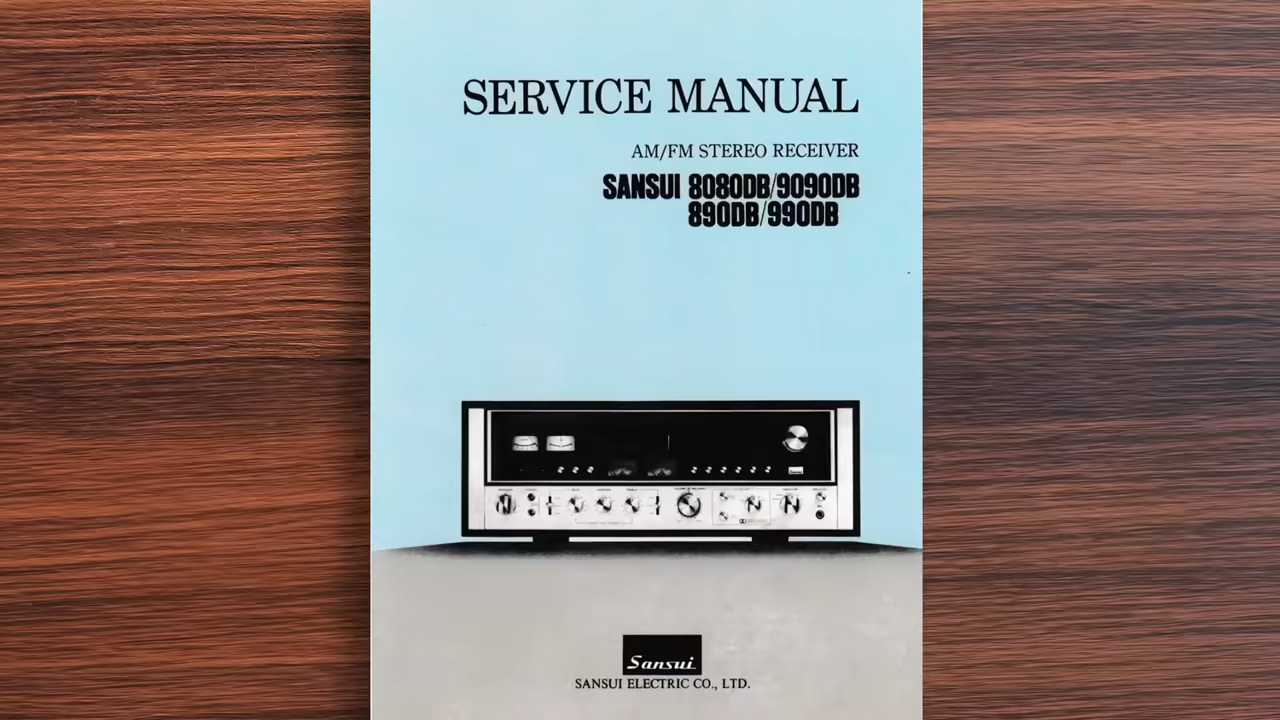 SERVICE MANUAL
AM/FM STEREO RECEIVER
SANSUI 8080DB/9090DB
890DB/990DB
Sansui
SANSUI ELECTRIC CO., LTD.